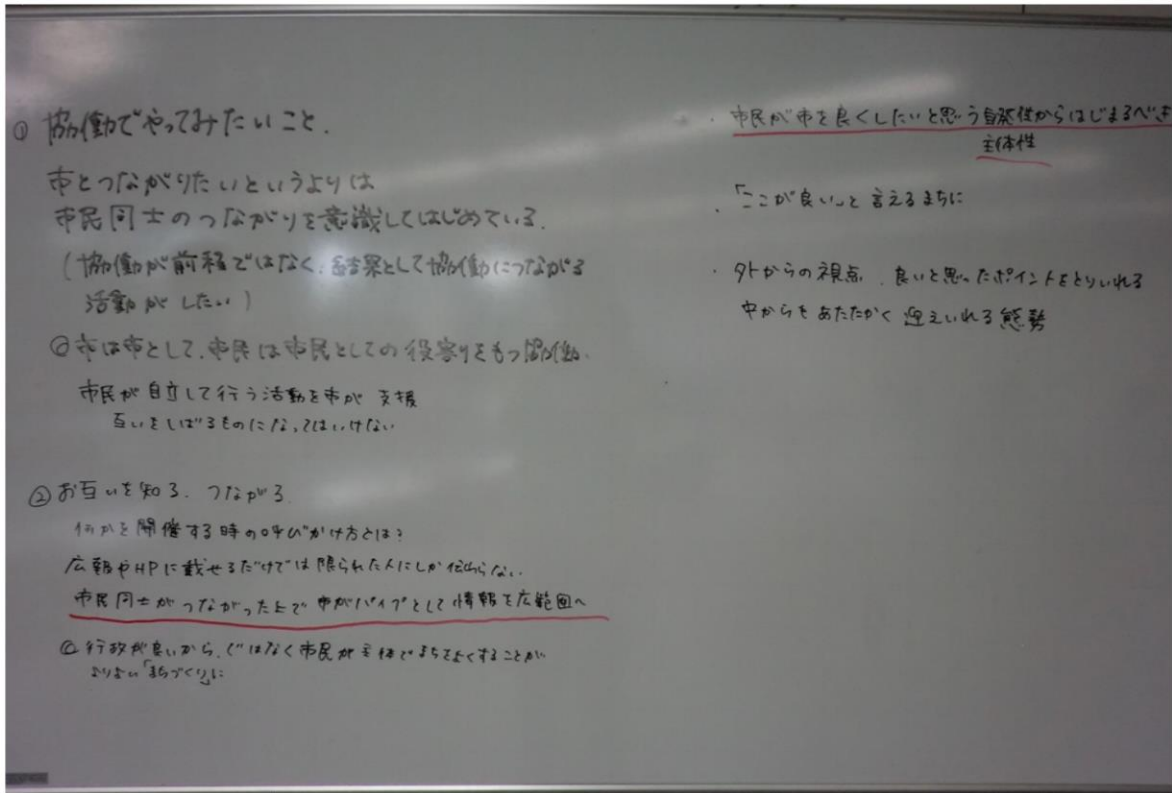 ① 協働でやってみたいこと.
市とつながりたいというよりは
市民同士のつながりを意識してはじめている.
(協働が前程ではなく、結果として協働につながる
活動がしたい)
◎市は市として、市民は市民としての役割りをもつ協働.
市民が自立して行う活動を市が 支援
互いをしばるものになってはいけない
②お互いを知る. つながる.
何かを開催する時の呼びかけ方とは?
広報やHPに載せるだけでは限られた人にしか伝わらない.
市民同士がつながった上で市がパイプとして情報を広範囲へ
◎行政が良いから、ではなく市民が主体でまちをよくすることが
よりよい「まちづくり」に
・市民が市を良くしたいと思う自発性からはじまるべき
主体性
・「ここが良い」と言えるまちに
・外からの視点、良いと思ったポイントをとりいれる
中からもあたたかく迎えいれる態勢